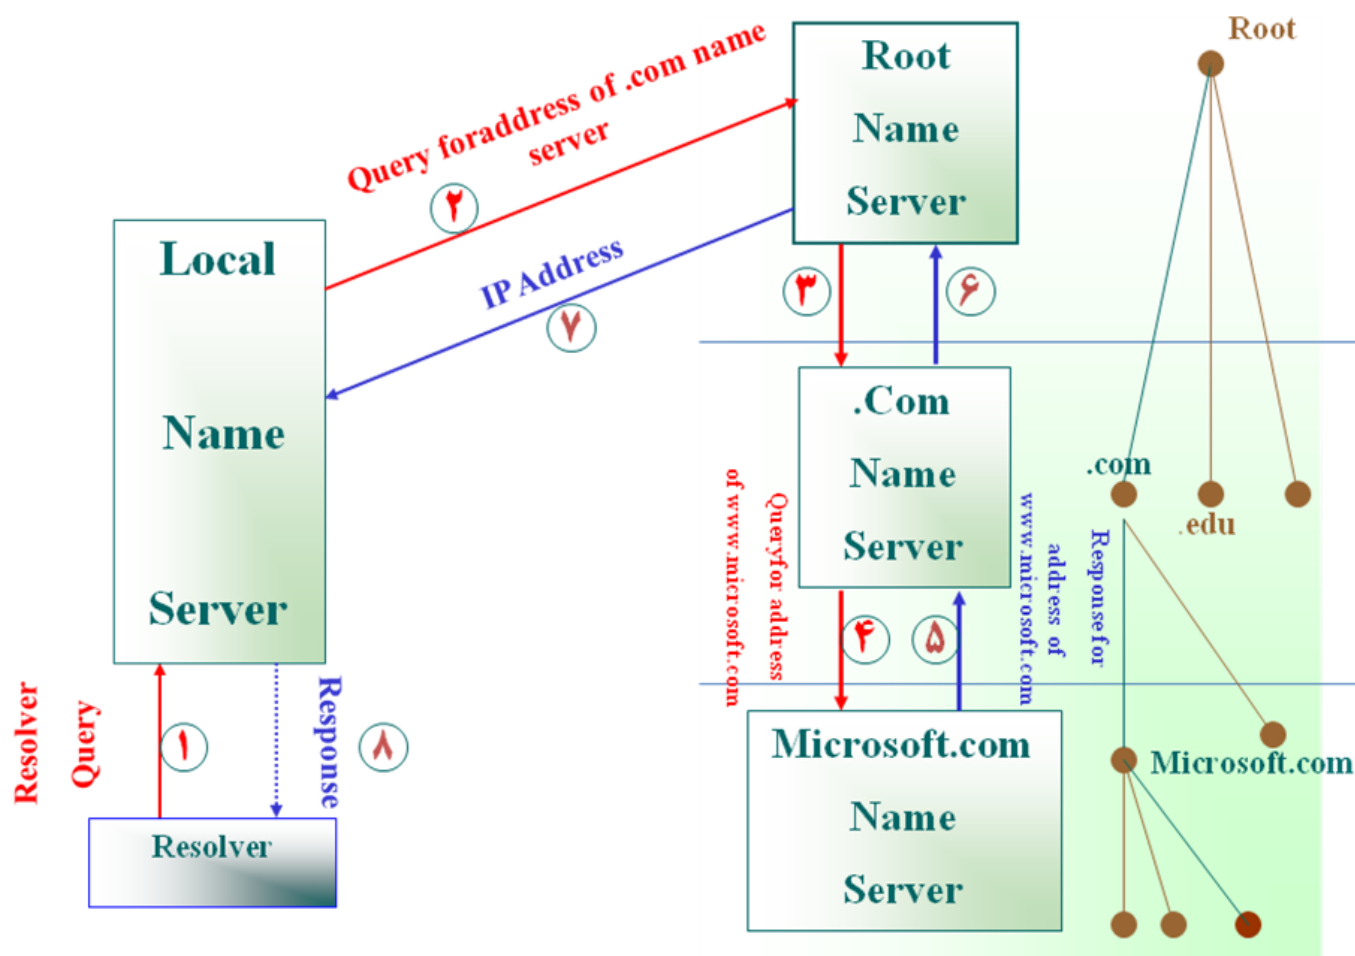 Query foraddress of .com name
server
۲
Local
Name
Server
IP Address
۷
Resolver
Query
۱
Response
۸
Resolver
Root
Name
Server
۳
۶
.Com
Name
Server
Queryfor address
of www.microsoft.com
۴
۵
Response for
address of
www.microsoft.com
Microsoft.com
Name
Server
Root
.com
.edu
Microsoft.com